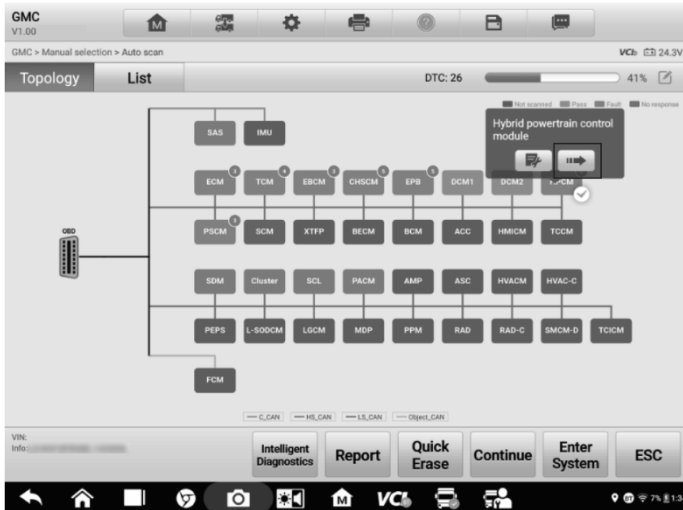 GMC
V1.00
GMC > Manual selection > Auto scan
VCI 24.3V
Topology List DTC: 26 41%
Not scanned Pass Fault No response
Hybrid powertrain control
module
SAS IMU
ECM TCM EBCM CHSCM EPB DCM1 DCM2
OBD
PSCM SCM XTFP BECM BCM ACC HMICM TCCM
SDM Cluster SCL PACM AMP ASC HVACM HVAC-C
PEPS L-SODCM LGCM MDP PPM RAD RAD-C SMCM-D TCICM
FCM
C_CAN HS_CAN LS_CAN Object_CAN
VIN:
Info
Intelligent
Diagnostics
Report
Quick
Erase
Continue
Enter
System
ESC
VCI 7%